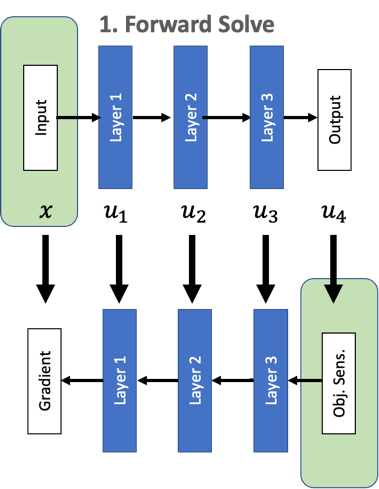 1. Forward Solve
Input
Layer 1
Layer 2
Layer 3
Output
x u₁ u₂ u₃ u₄
Gradient
Layer 1
Layer 2
Layer 3
Obj. Sens.